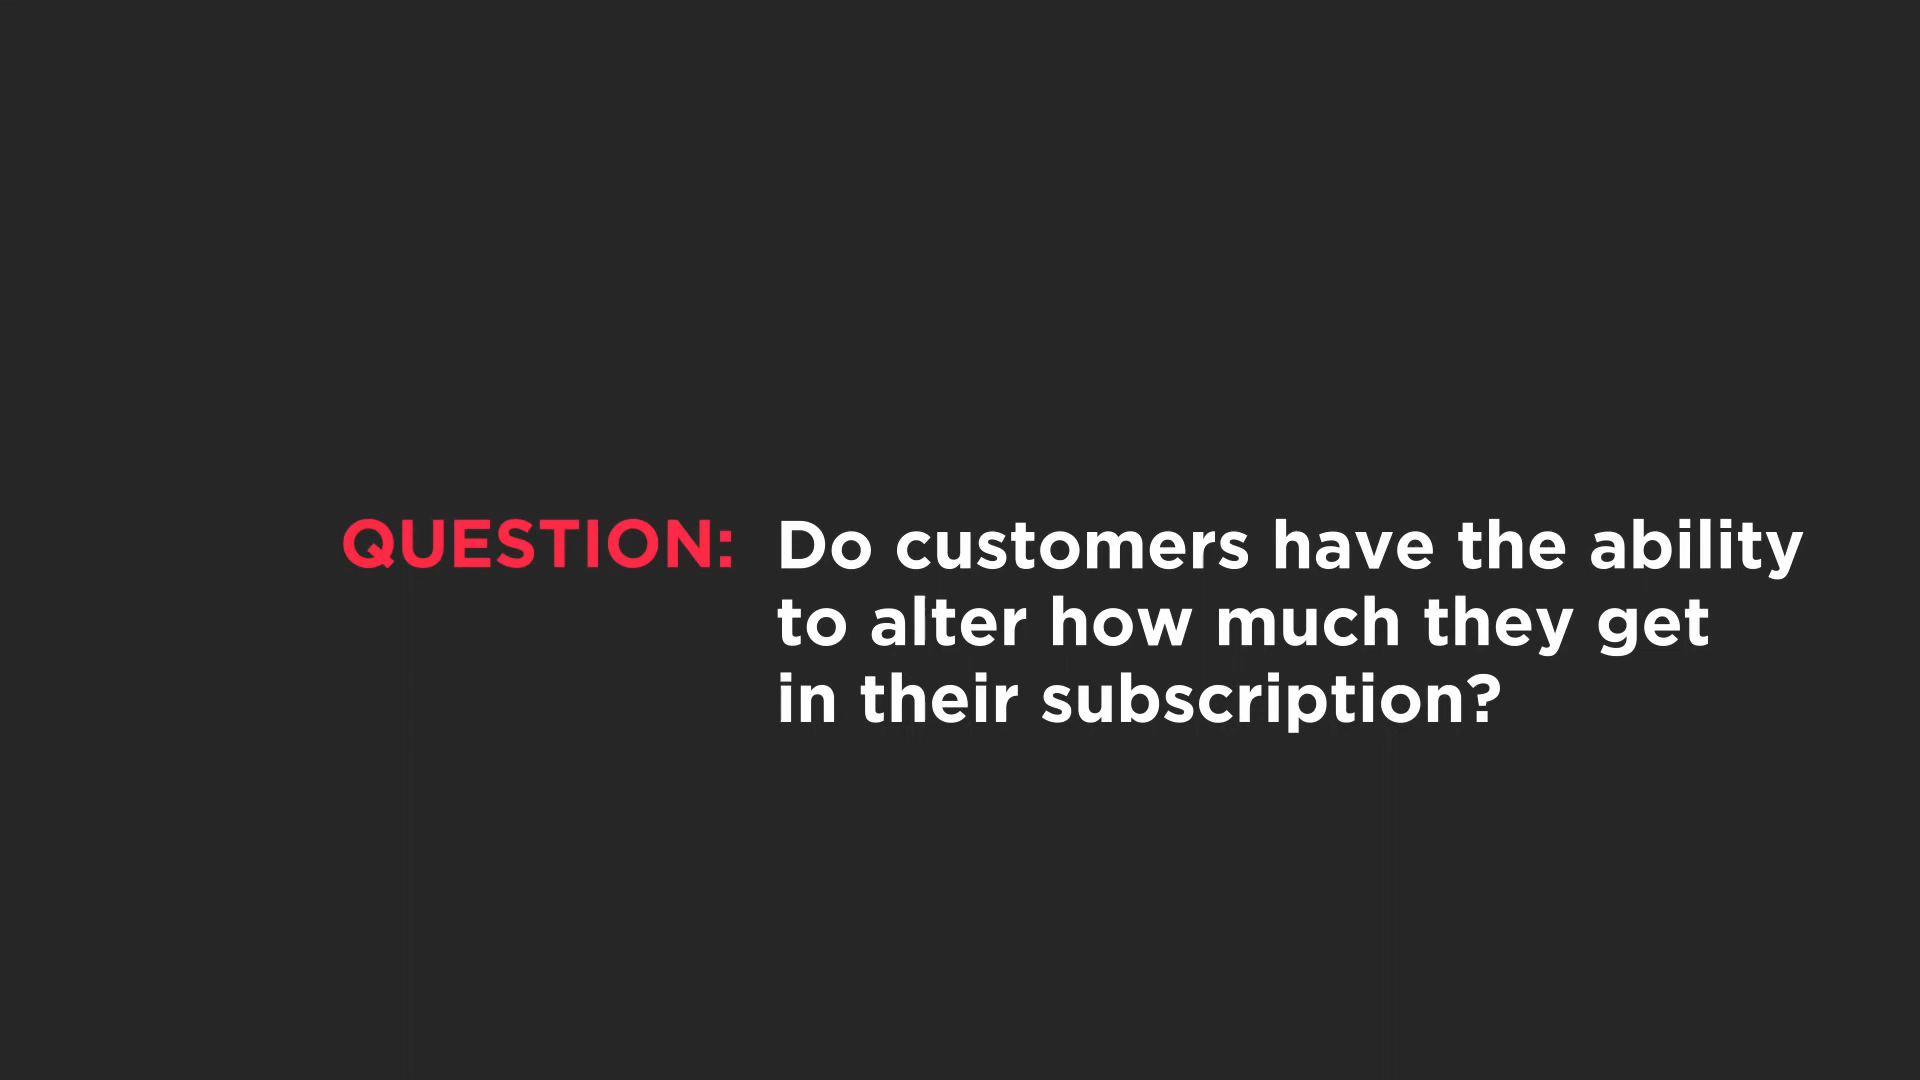 QUESTION: Do customers have the ability
to alter how much they get
in their subscription?